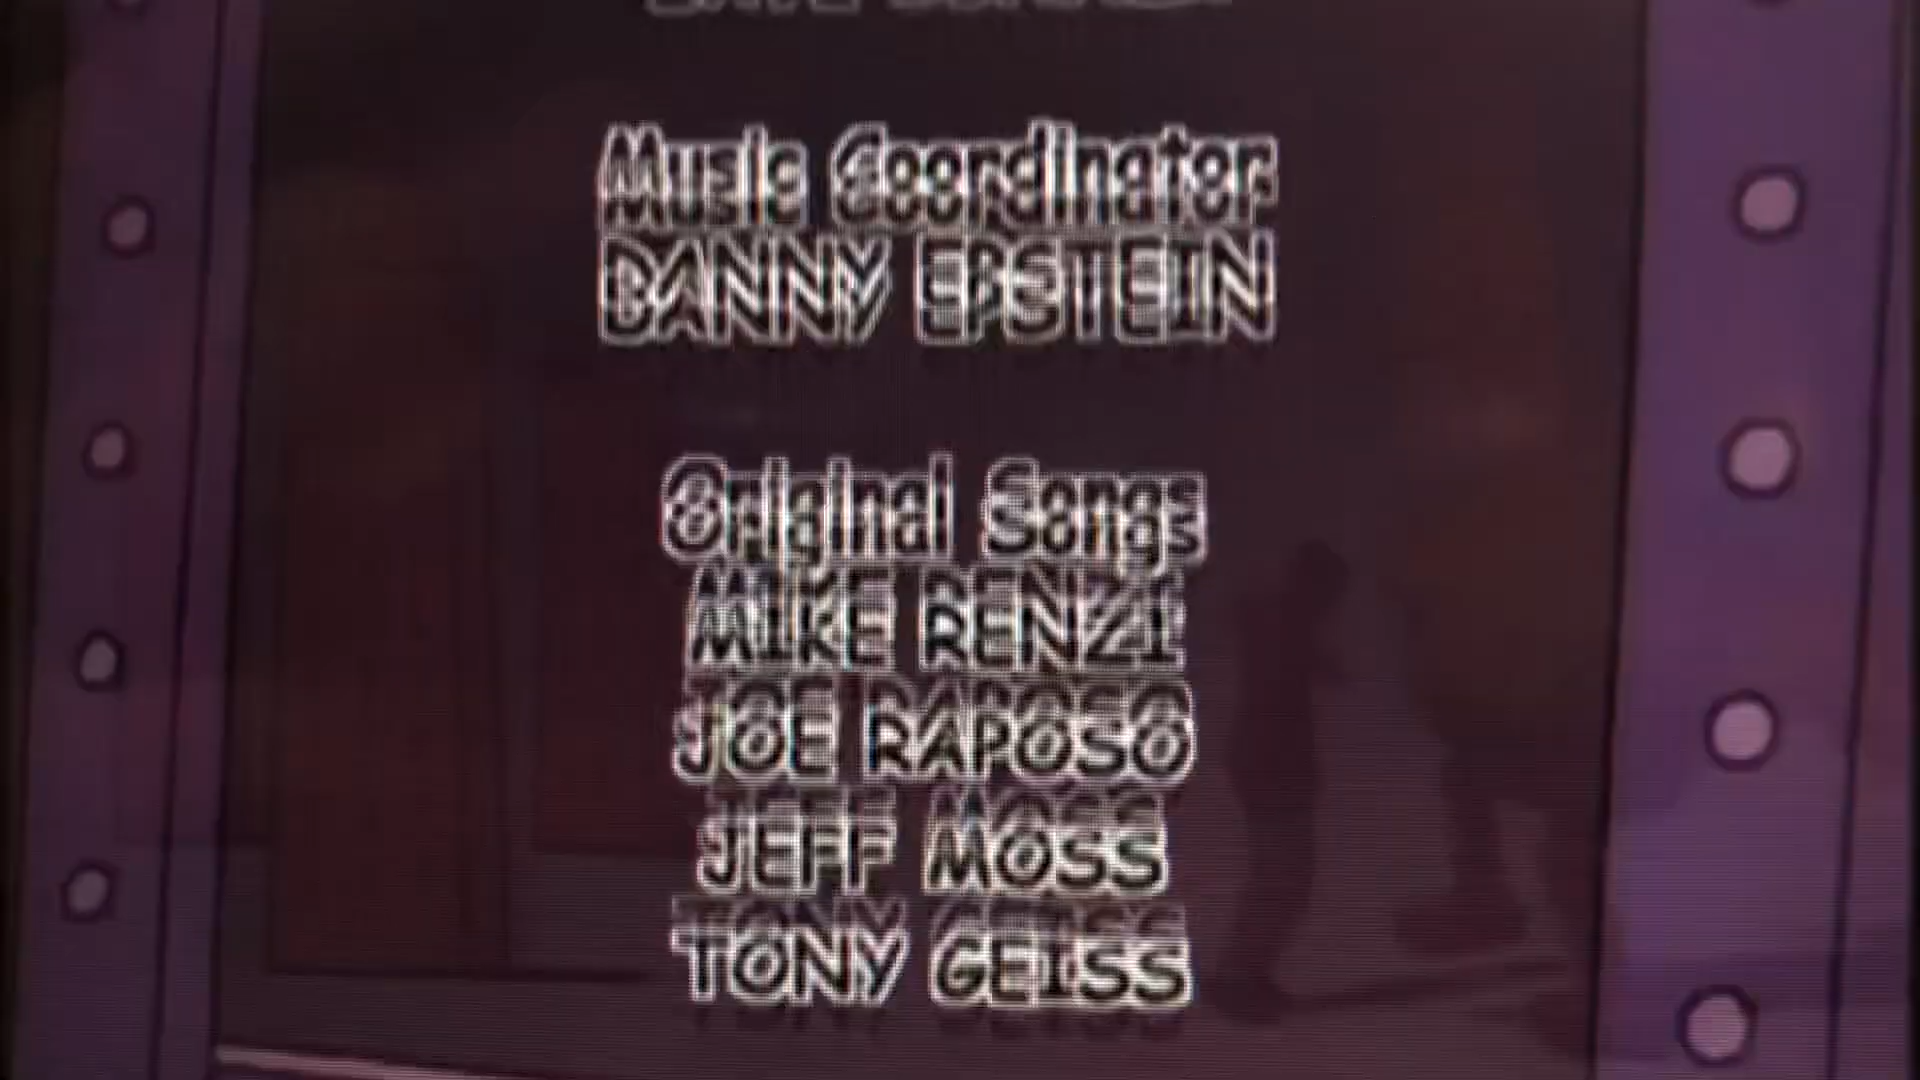 Music Coordinator
DANNY EPSTEIN
Original Songs
MIKE RENZI
JOE RAPOSO
JEFF MOSS
TONY GEISS